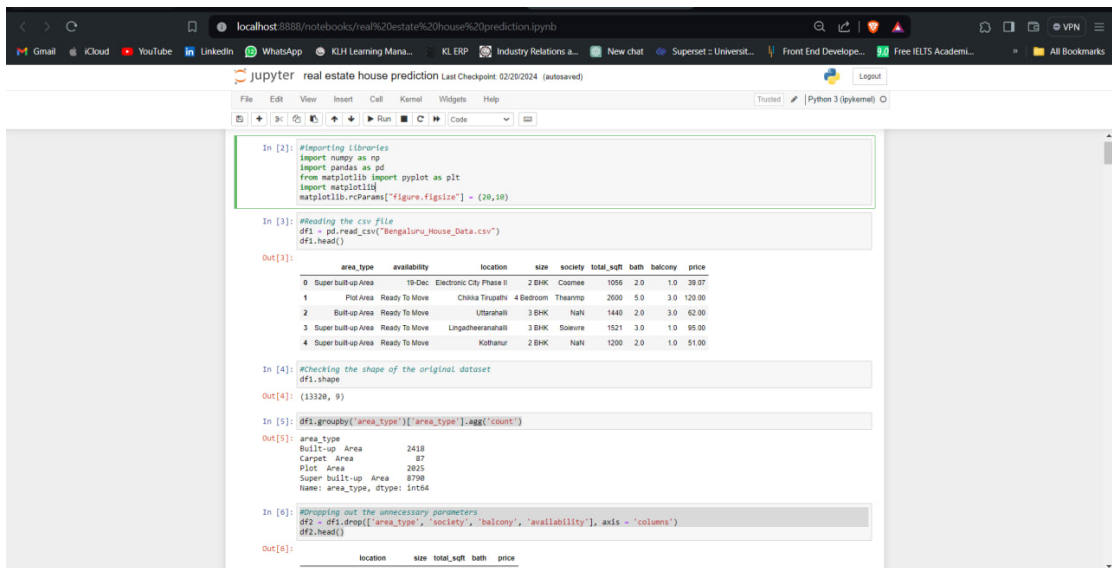 localhost:8888/notebooks/real%20estate%20house%20prediction.ipynb
VPN
Gmail iCloud YouTube LinkedIn WhatsApp KLH Learning Mana... KL ERP Industry Relations a... New chat Superset :: Universit... Front End Develope... 9.0 Free IELTS Academi... » All Bookmarks
jupyter real estate house prediction Last Checkpoint: 02/20/2024 (autosaved)
Logout
File Edit View Insert Cell Kernel Widgets Help
Trusted Python 3 (ipykernel)
Run Code
In [2]: #importing libraries
import numpy as np
import pandas as pd
from matplotlib import pyplot as plt
import matplotlib
matplotlib.rcParams["figure.figsize"] = (20,10)
In [3]: #Reading the csv file
df1 = pd.read_csv("Bengaluru_House_Data.csv")
df1.head()
Out[3]:
area_type availability location size society total_sqft bath balcony price
0 Super built-up Area 19-Dec Electronic City Phase II 2 BHK Coomee 1056 2.0 1.0 39.07
1 Plot Area Ready To Move Chikka Tirupathi 4 Bedroom Theanmp 2600 5.0 3.0 120.00
2 Built-up Area Ready To Move Uttarahalli 3 BHK NaN 1440 2.0 3.0 62.00
3 Super built-up Area Ready To Move Lingadheeranahalli 3 BHK Soiewre 1521 3.0 1.0 95.00
4 Super built-up Area Ready To Move Kothanur 2 BHK NaN 1200 2.0 1.0 51.00
In [4]: #Checking the shape of the original dataset
df1.shape
Out[4]: (13320, 9)
In [5]: df1.groupby('area_type')['area_type'].agg('count')
Out[5]: area_type
Built-up Area 2418
Carpet Area 87
Plot Area 2025
Super built-up Area 8790
Name: area_type, dtype: int64
In [6]: #Dropping out the unnecessary parameters
df2 = df1.drop(['area_type', 'society', 'balcony', 'availability'], axis = 'columns')
df2.head()
Out[6]:
location size total_sqft bath price